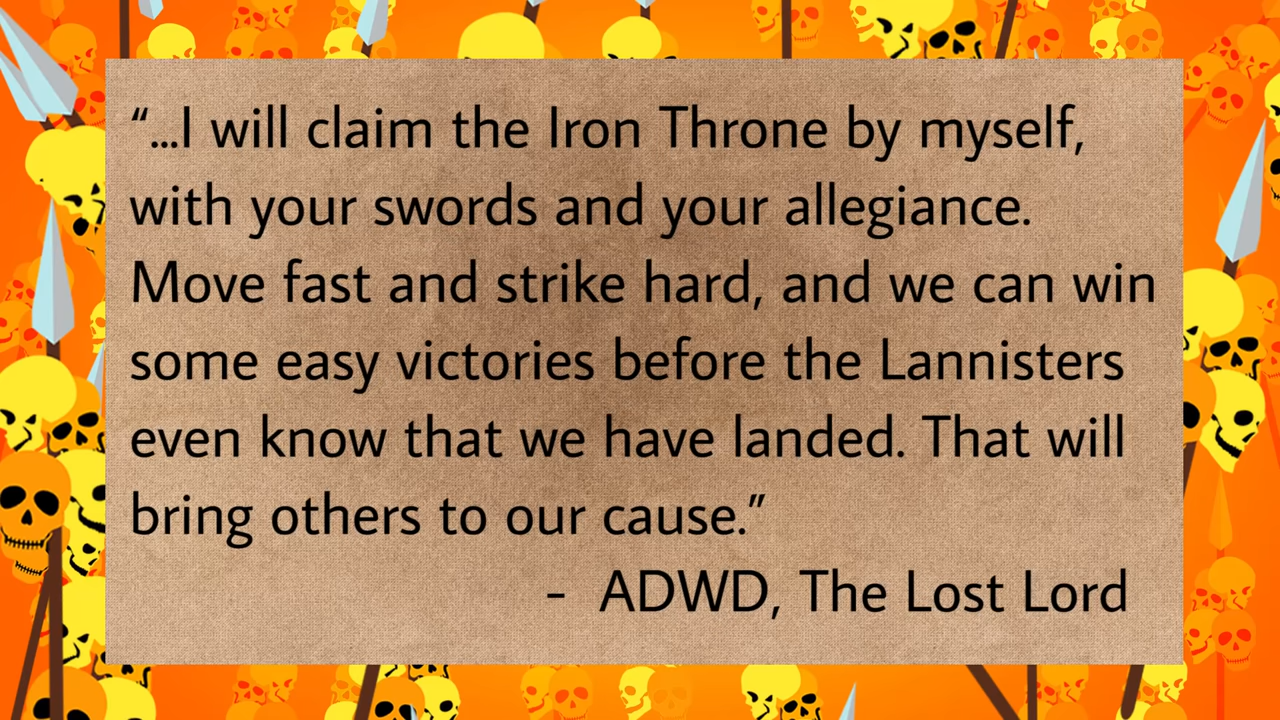 “...I will claim the Iron Throne by myself,
with your swords and your allegiance.
Move fast and strike hard, and we can win
some easy victories before the Lannisters
even know that we have landed. That will
bring others to our cause.”
- ADWD, The Lost Lord